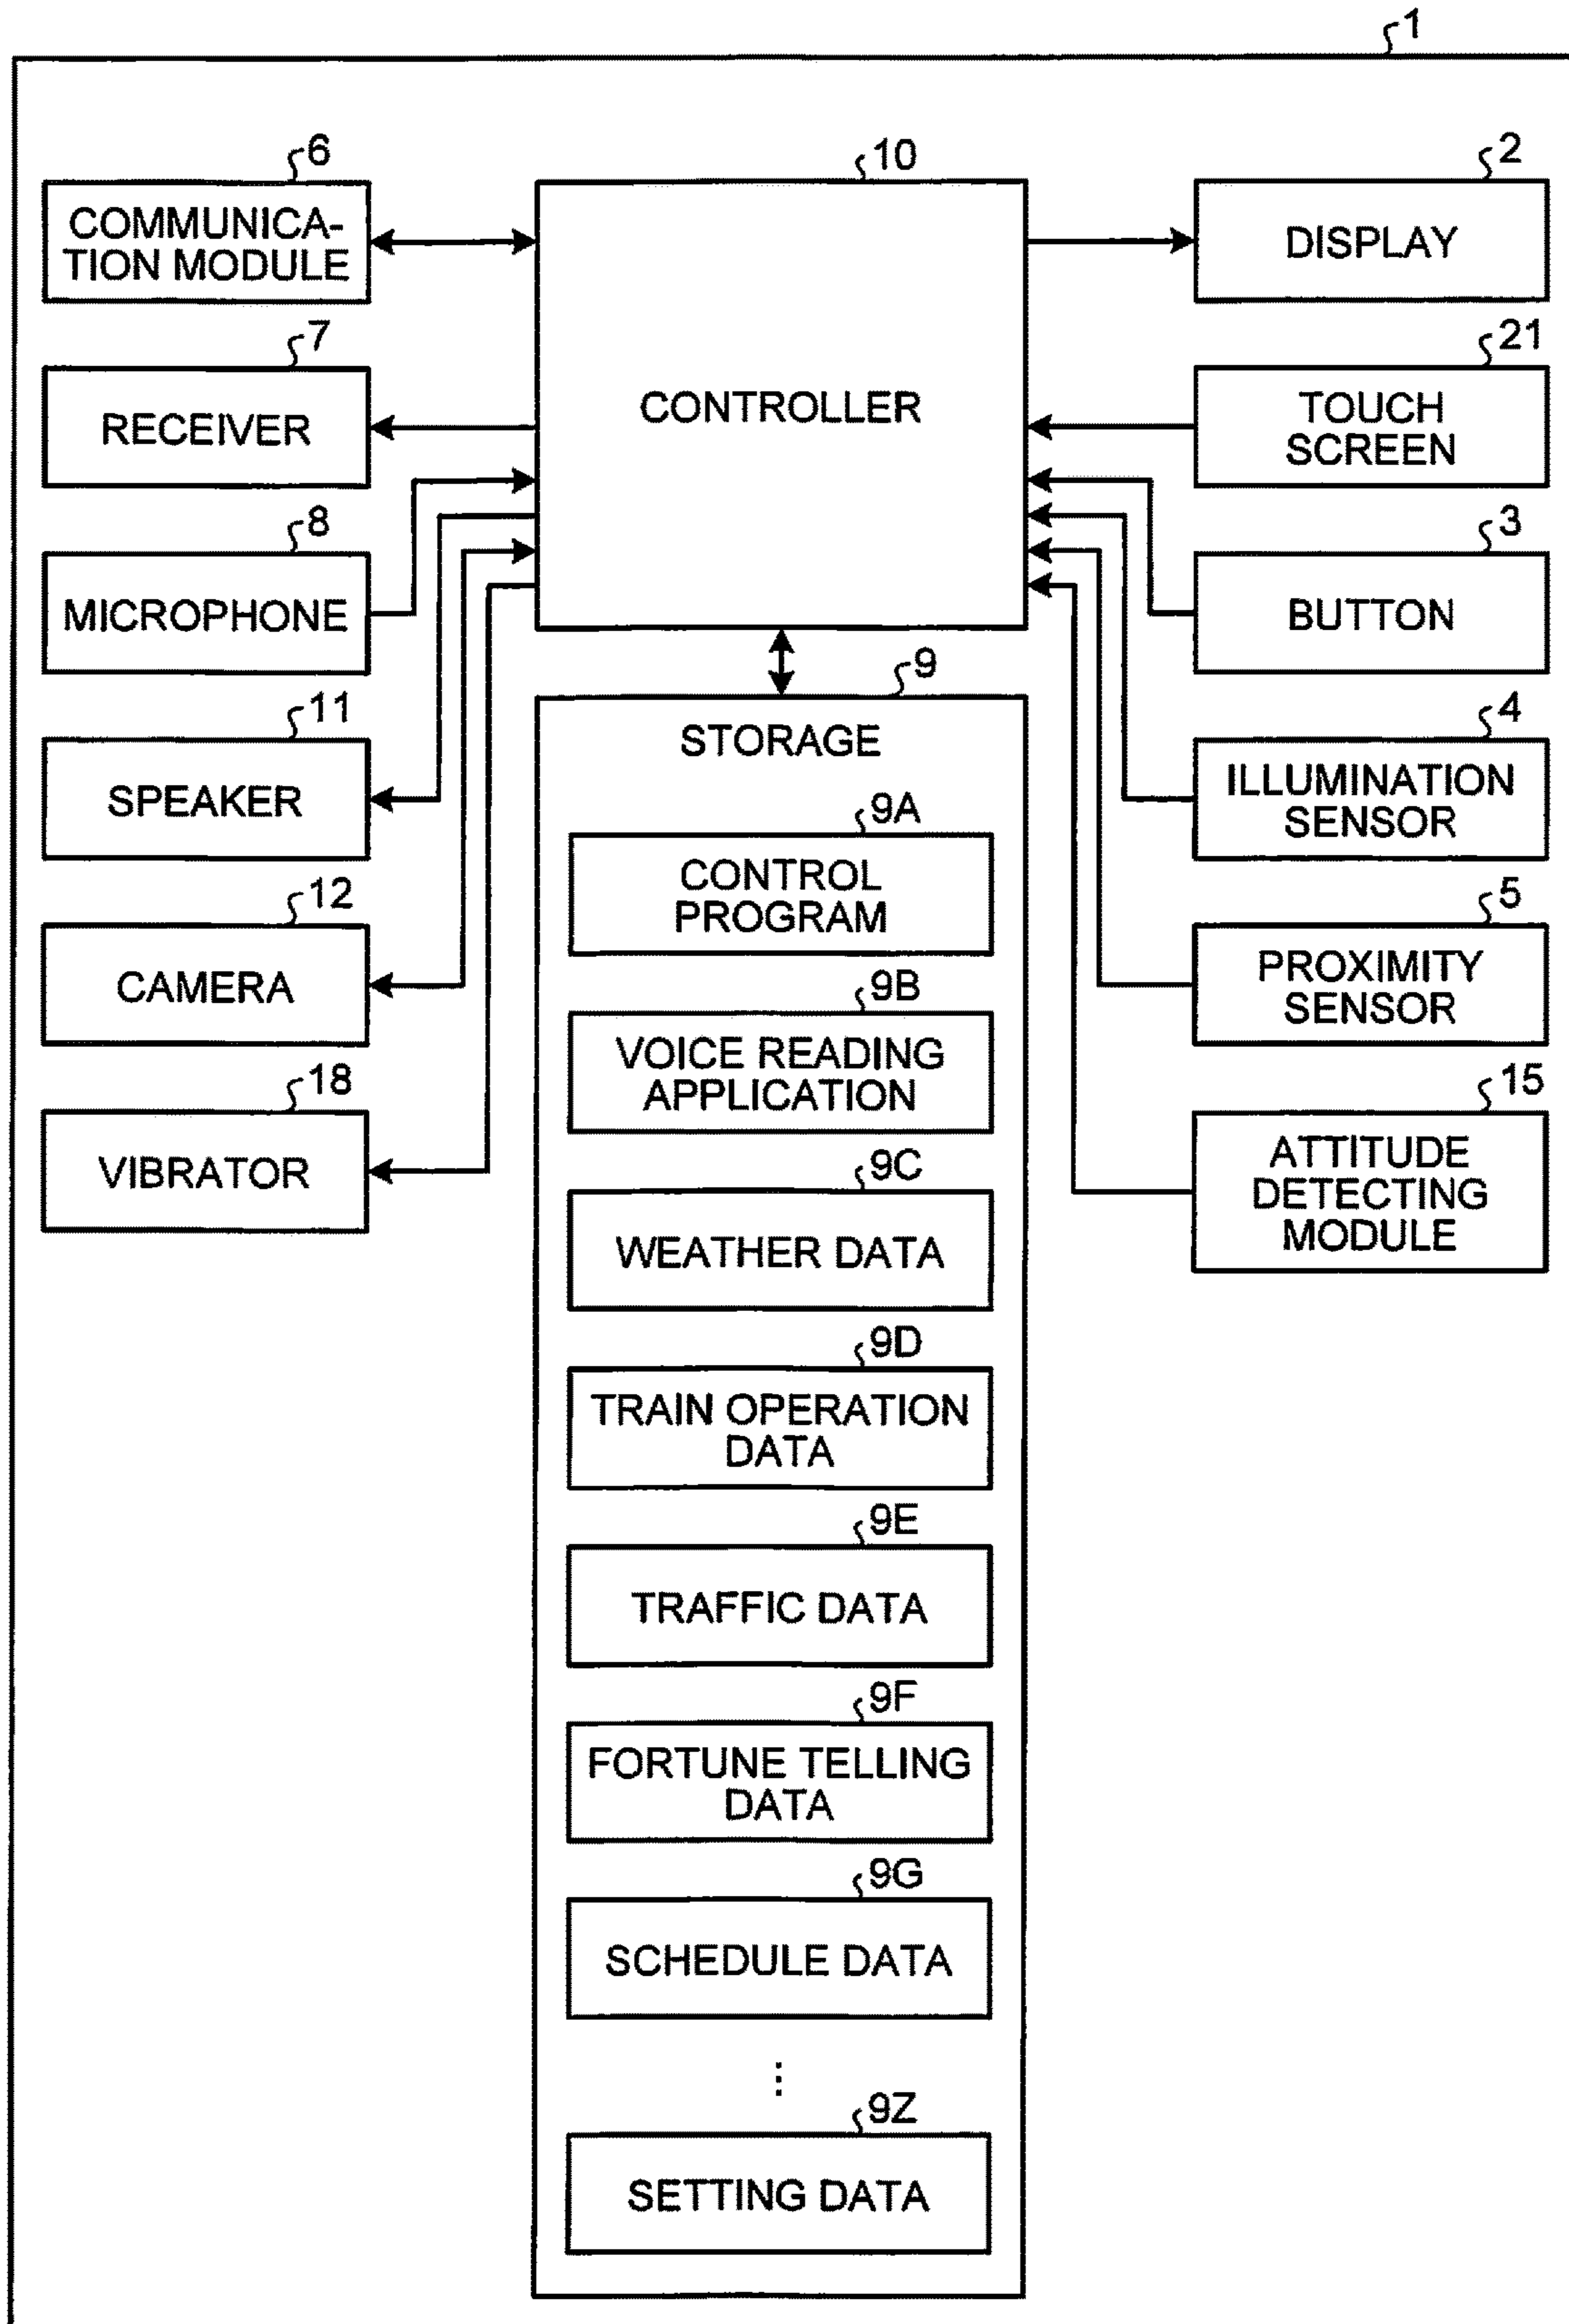 1
6
COMMUNICA-
TION MODULE
7
RECEIVER
8
MICROPHONE
11
SPEAKER
12
CAMERA
18
VIBRATOR
10
CONTROLLER
9
STORAGE
9A
CONTROL
PROGRAM
9B
VOICE READING
APPLICATION
9C
WEATHER DATA
9D
TRAIN OPERATION
DATA
9E
TRAFFIC DATA
9F
FORTUNE TELLING
DATA
9G
SCHEDULE DATA
⋮
9Z
SETTING DATA
2
DISPLAY
21
TOUCH
SCREEN
3
BUTTON
4
ILLUMINATION
SENSOR
5
PROXIMITY
SENSOR
15
ATTITUDE
DETECTING
MODULE